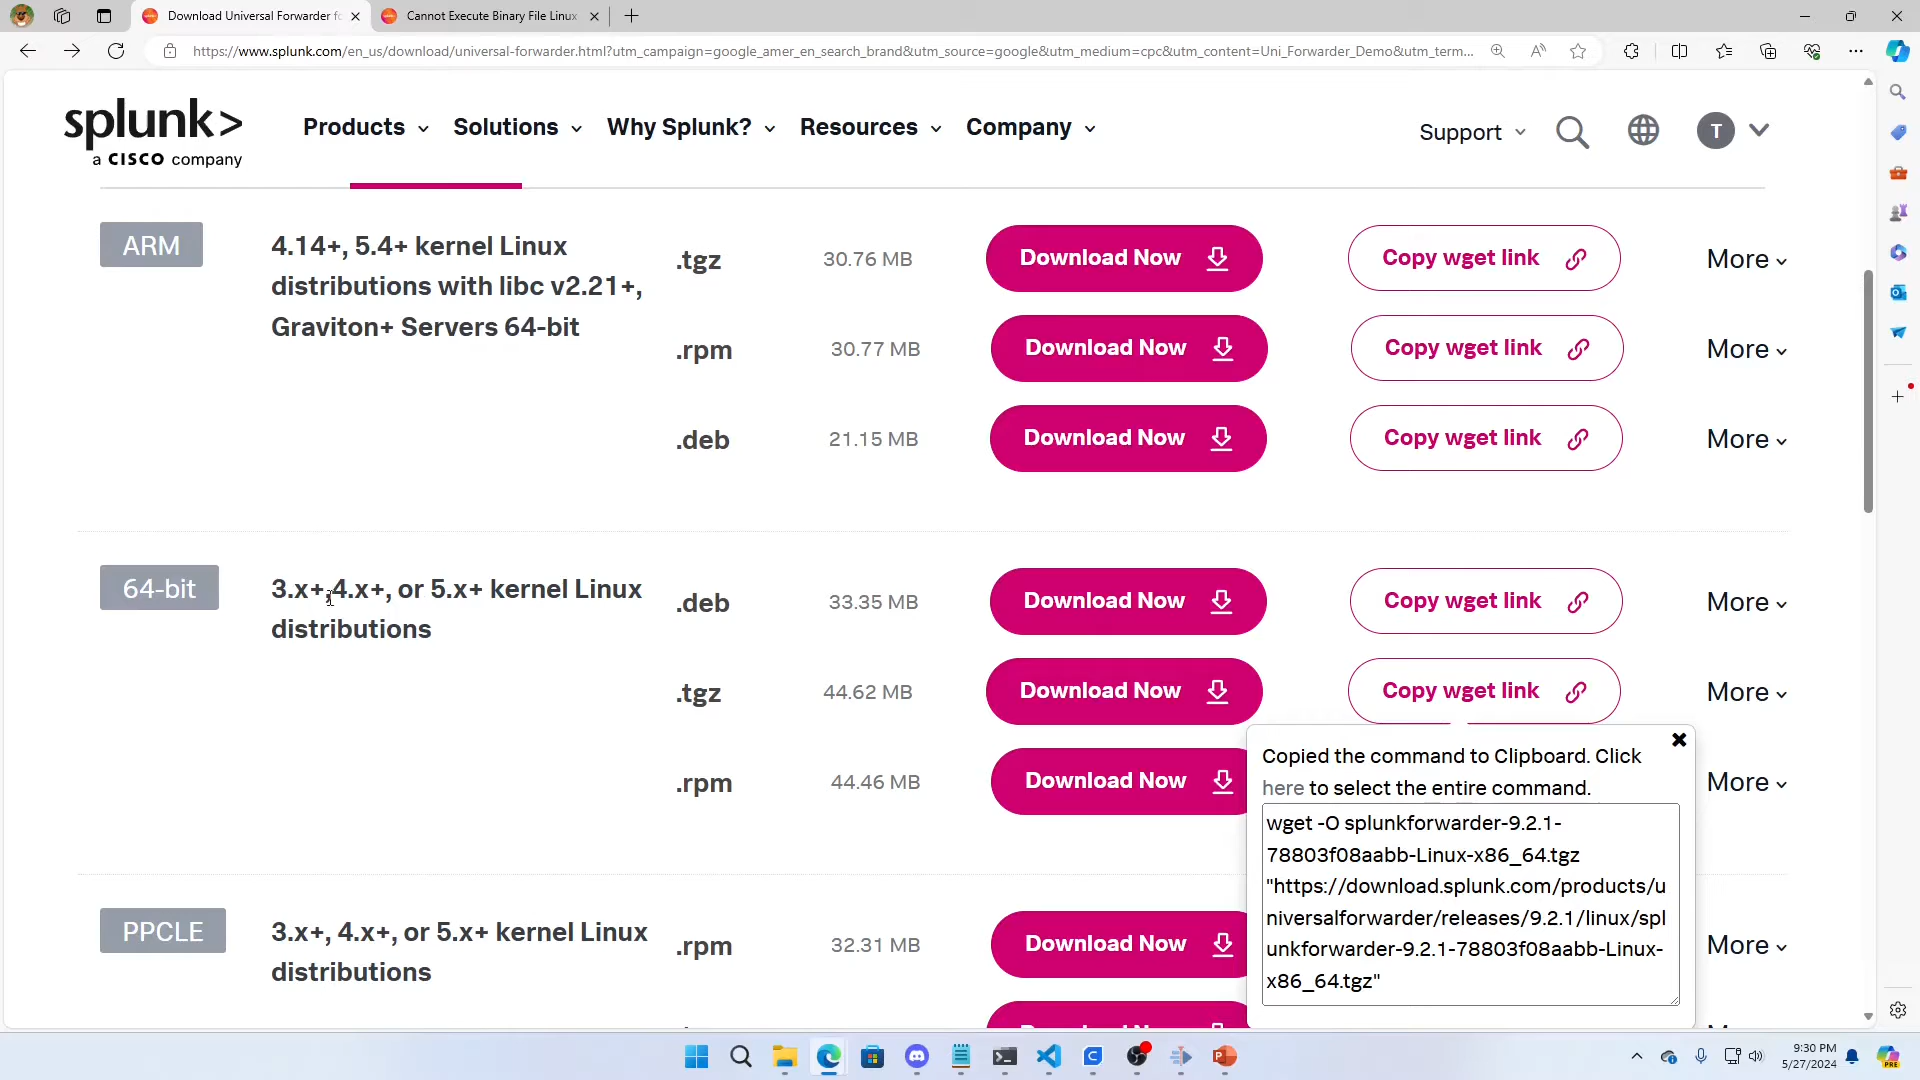 Download Universal Forwarder fo
Cannot Execute Binary File Linux
https://www.splunk.com/en_us/download/universal-forwarder.html?utm_campaign=google_amer_en_search_brand&utm_source=google&utm_medium=cpc&utm_content=Uni_Forwarder_Demo&utm_term...
splunk>
a CISCO company
Products
Solutions
Why Splunk?
Resources
Company
Support
T
ARM
4.14+, 5.4+ kernel Linux
distributions with libc v2.21+,
Graviton+ Servers 64-bit
.tgz 30.76 MB Download Now Copy wget link More
.rpm 30.77 MB Download Now Copy wget link More
.deb 21.15 MB Download Now Copy wget link More
64-bit
3.x+, 4.x+, or 5.x+ kernel Linux
distributions
.deb 33.35 MB Download Now Copy wget link More
.tgz 44.62 MB Download Now Copy wget link More
.rpm 44.46 MB Download Now More
Copied the command to Clipboard. Click
here to select the entire command.
wget -O splunkforwarder-9.2.1-
78803f08aabb-Linux-x86_64.tgz
"https://download.splunk.com/products/u
niversalforwarder/releases/9.2.1/linux/spl
unkforwarder-9.2.1-78803f08aabb-Linux-
x86_64.tgz"
PPCLE
3.x+, 4.x+, or 5.x+ kernel Linux
distributions
.rpm 32.31 MB Download Now More
9:30 PM
5/27/2024